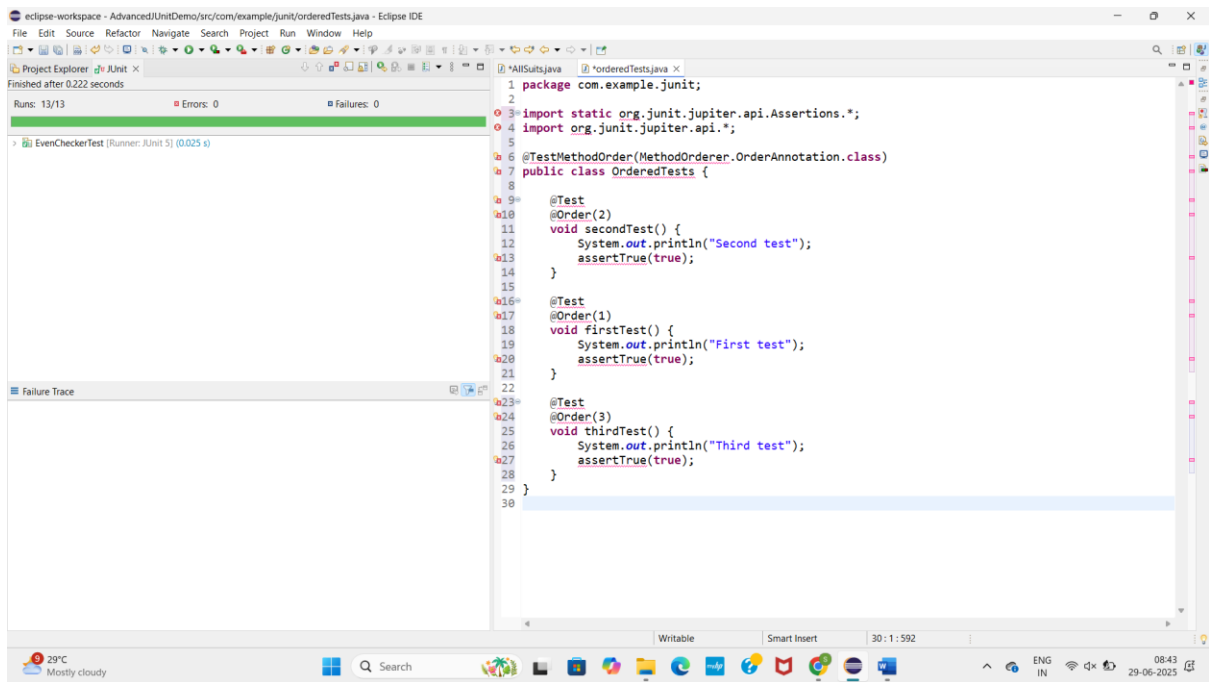 eclipse-workspace - AdvancedJUnitDemo/src/com/example/junit/orderedTests.java - Eclipse IDE
File Edit Source Refactor Navigate Search Project Run Window Help
Project Explorer JUnit
Finished after 0.222 seconds
Runs: 13/13 Errors: 0 Failures: 0
EvenCheckerTest [Runner: JUnit 5] (0.025 s)
Failure Trace
*AllSuits.java *orderedTests.java
1 package com.example.junit;
2
3 import static org.junit.jupiter.api.Assertions.*;
4 import org.junit.jupiter.api.*;
5
6 @TestMethodOrder(MethodOrderer.OrderAnnotation.class)
7 public class OrderedTests {
8
9 @Test
10 @Order(2)
11 void secondTest() {
12 System.out.println("Second test");
13 assertTrue(true);
14 }
15
16 @Test
17 @Order(1)
18 void firstTest() {
19 System.out.println("First test");
20 assertTrue(true);
21 }
22
23 @Test
24 @Order(3)
25 void thirdTest() {
26 System.out.println("Third test");
27 assertTrue(true);
28 }
29 }
30
Writable Smart Insert 30 : 1 : 592
9 29°C
Mostly cloudy
Search
ENG
IN
08:43
29-06-2025